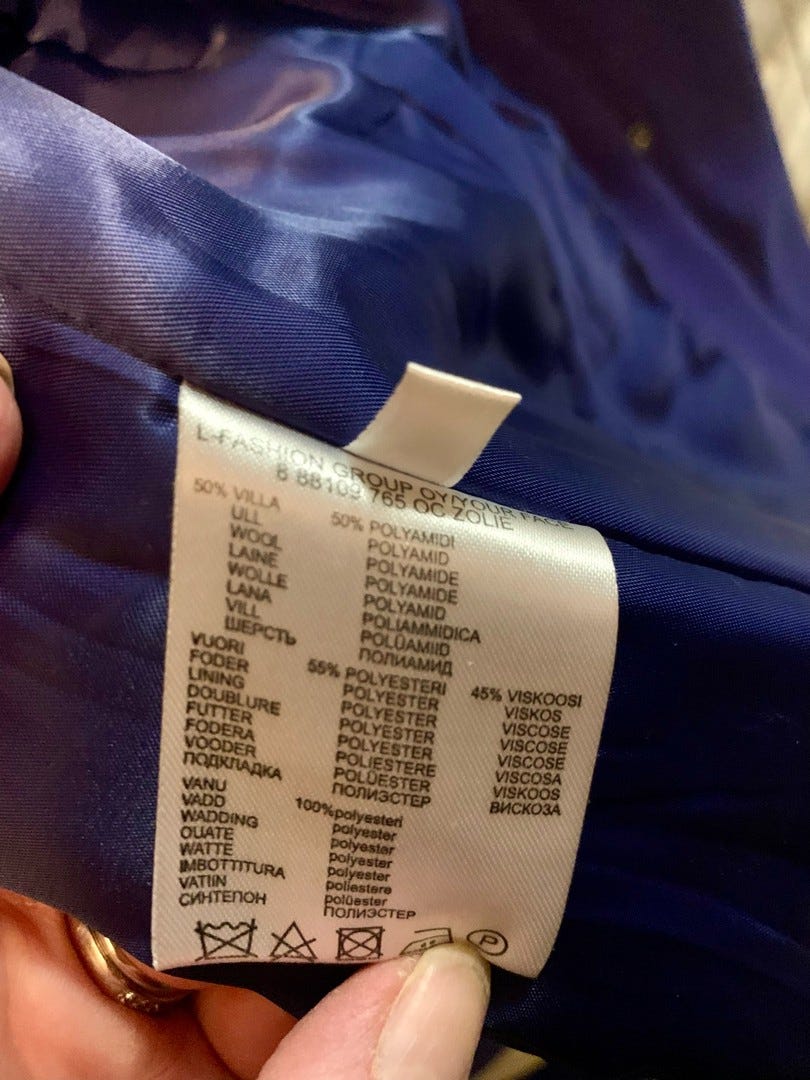 L-FASHION GROUP OY/YOUR FACE
8 88109 765 OC ZOLIE
50% VILLA 50% POLYAMIDI
ULL POLYAMID
WOOL POLYAMIDE
LAINE POLYAMIDE
WOLLE POLYAMID
LANA POLIAMMIDICA
VILL POLÜAMIID
ШЕРСТЬ ПОЛИАМИД
VUORI 55% POLYESTERI 45% VISKOOSI
FODER POLYESTER VISKOS
LINING POLYESTER VISCOSE
DOUBLURE POLYESTER VISCOSE
FUTTER POLYESTER VISCOSE
FODERA POLIESTERE VISCOSA
VOODER POLÜESTER VISKOOS
ПОДКЛАДКА ПОЛИЭСТЕР ВИСКОЗА
VANU 100%polyesteri
VADD polyester
WADDING polyester
OUATE polyester
WATTE polyester
IMBOTTITURA poliestere
VATIIN polüester
СИНТЕПОН ПОЛИЭСТЕР
P